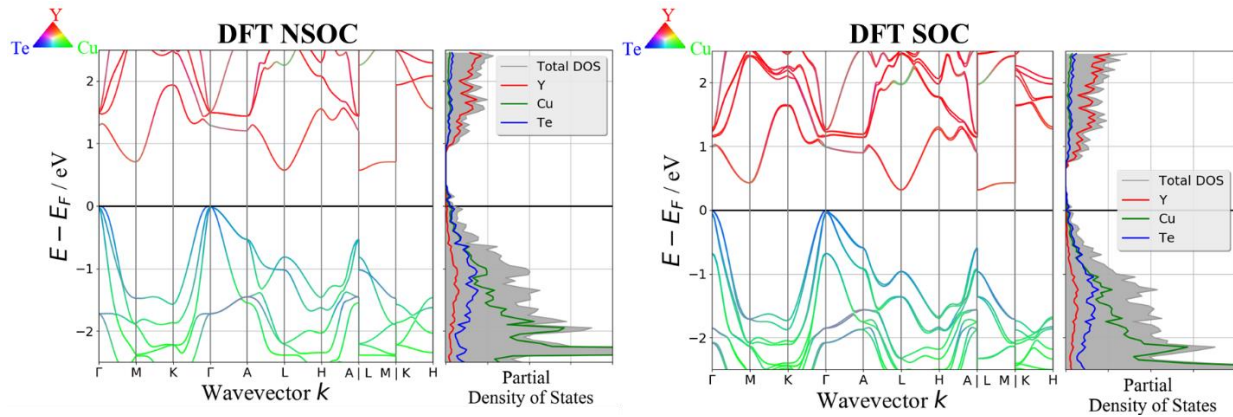 Y
Te
Cu
DFT NSOC
E − E_F / eV
2
1
0
−1
−2
Γ M K Γ A L H A | L M | K H
Wavevector k
Total DOS
Y
Cu
Te
Partial
Density of States
Y
Te
Cu
DFT SOC
E − E_F / eV
2
1
0
−1
−2
Γ M K Γ A L H A | L M | K H
Wavevector k
Total DOS
Y
Cu
Te
Partial
Density of States